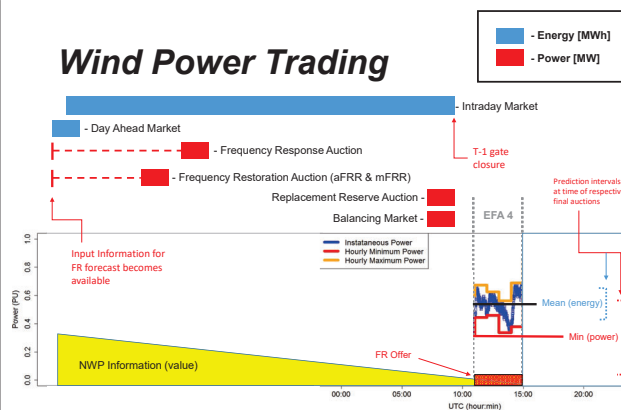 - Energy [MWh]
- Power [MW]
Wind Power Trading
- Intraday Market
- Day Ahead Market
- Frequency Response Auction
T-1 gate
closure
- Frequency Restoration Auction (aFRR & mFRR)
Replacement Reserve Auction -
Balancing Market -
EFA 4
Prediction intervals
at time of respective
final auctions
Input Information for
FR forecast becomes
available
Instataneous Power
Hourly Minimum Power
Hourly Maximum Power
Power (PU)
1.0
0.8
0.6
0.4
0.2
0.0
Mean (energy)
Min (power)
FR Offer
NWP Information (value)
00:00
05:00
10:00
15:00
20:00
UTC (hour:min)